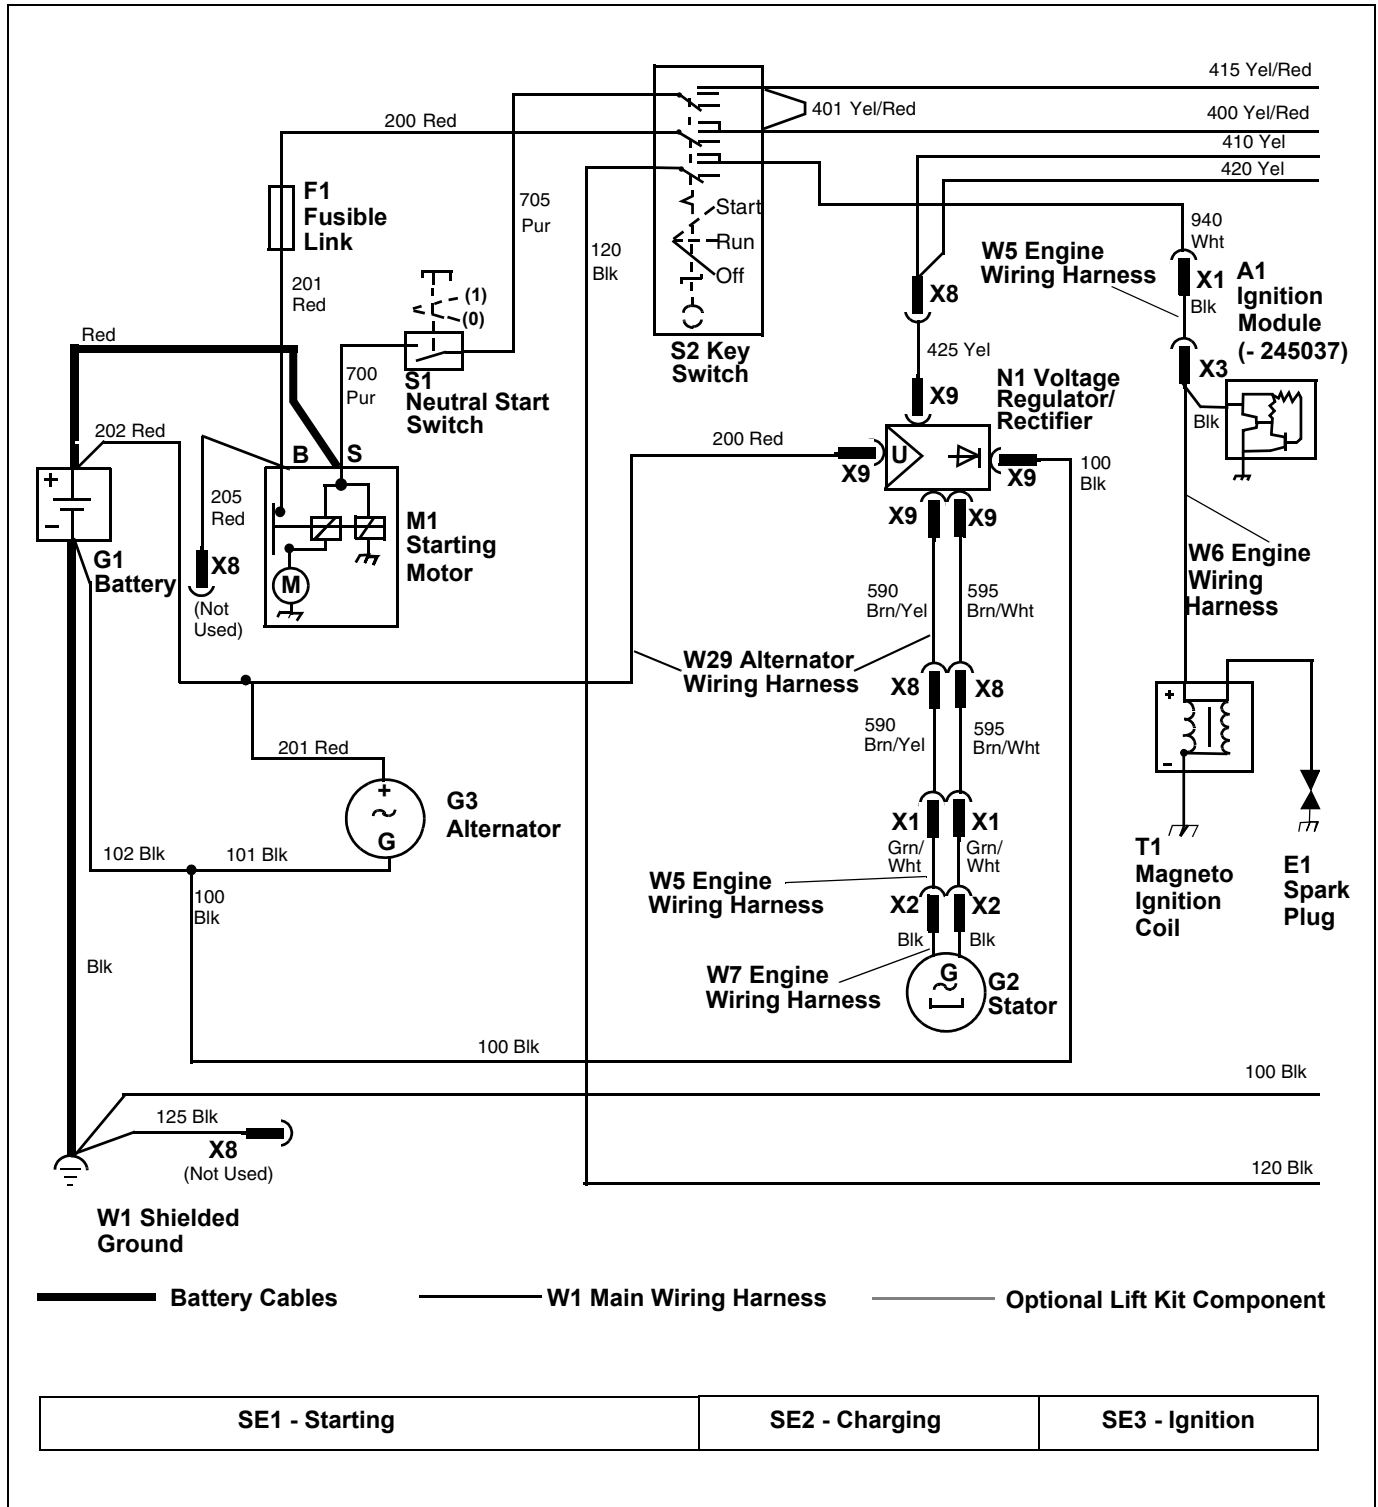 415 Yel/Red
401 Yel/Red
400 Yel/Red
200 Red
410 Yel
420 Yel
F1
Fusible
Link
705
Pur
Start
Run
Off
120
Blk
940
Wht
W5 Engine
Wiring Harness
X1
Blk
A1
Ignition
Module
(- 245037)
201
Red
(1)
(0)
X8
S2 Key
Switch
425 Yel
X3
Red
700
Pur
S1
Neutral Start
Switch
X9
N1 Voltage
Regulator/
Rectifier
Blk
202 Red
B
S
200 Red
X9
U
X9
100
Blk
+
−
G1
Battery
205
Red
X8
(Not
Used)
M
M1
Starting
Motor
X9
X9
W6 Engine
Wiring
Harness
590
Brn/Yel
595
Brn/Wht
W29 Alternator
Wiring Harness
X8
X8
590
Brn/Yel
595
Brn/Wht
+
−
201 Red
+
G
G3
Alternator
X1
X1
Grn/
Wht
Grn/
Wht
T1
Magneto
Ignition
Coil
E1
Spark
Plug
102 Blk
101 Blk
100
Blk
W5 Engine
Wiring Harness
X2
X2
Blk
Blk
Blk
W7 Engine
Wiring Harness
G
G2
Stator
100 Blk
100 Blk
125 Blk
X8
(Not Used)
120 Blk
W1 Shielded
Ground
Battery Cables
W1 Main Wiring Harness
Optional Lift Kit Component
SE1 - Starting
SE2 - Charging
SE3 - Ignition